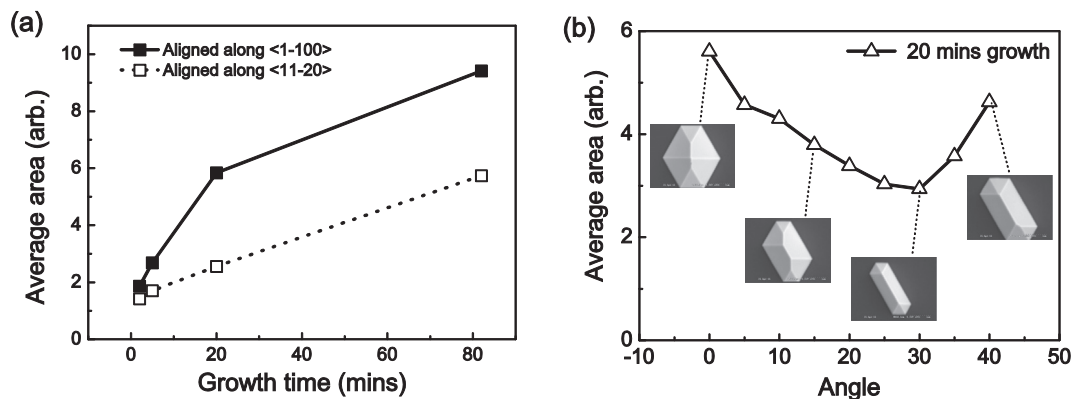 (a)
Aligned along <1-100>
Aligned along <11-20>
10
8
6
4
2
0
0
20
40
60
80
Average area (arb.)
Growth time (mins)
(b)
20 mins growth
6
4
2
0
-10
0
10
20
30
40
50
Average area (arb.)
Angle